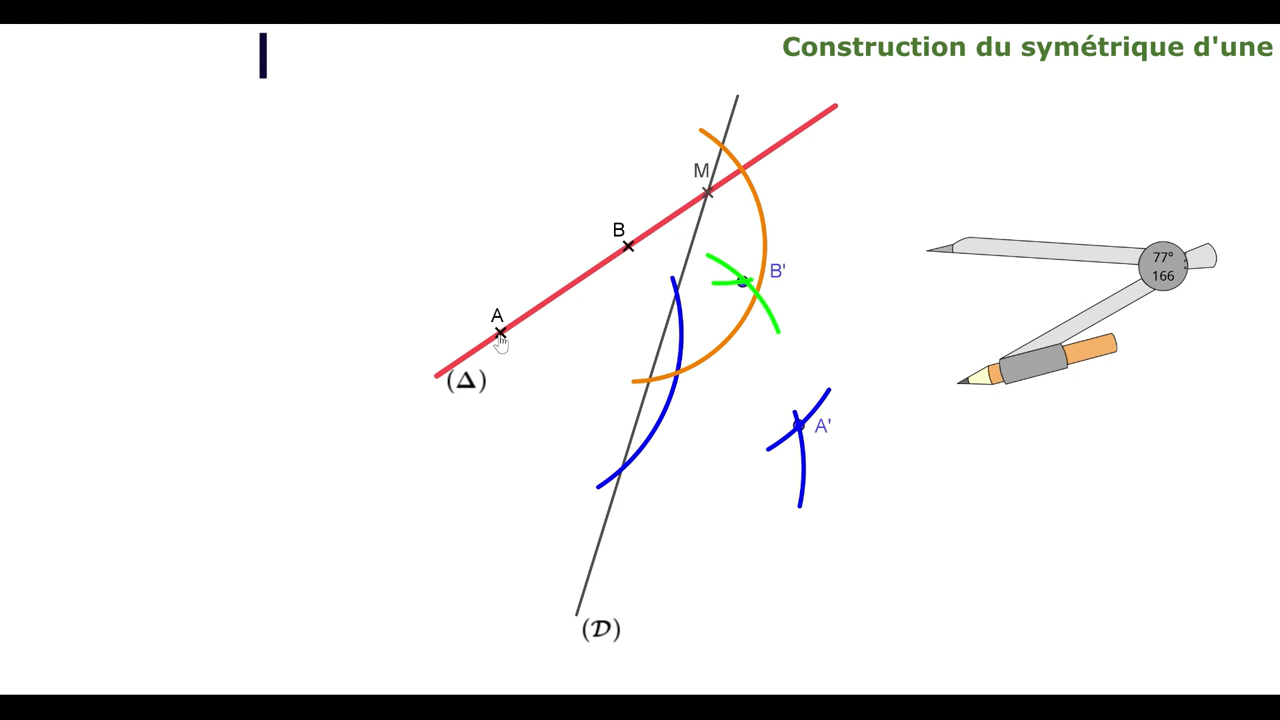 Construction du symétrique d'une
M
B
B'
77°
166
A
(Δ)
A'
(𝒟)